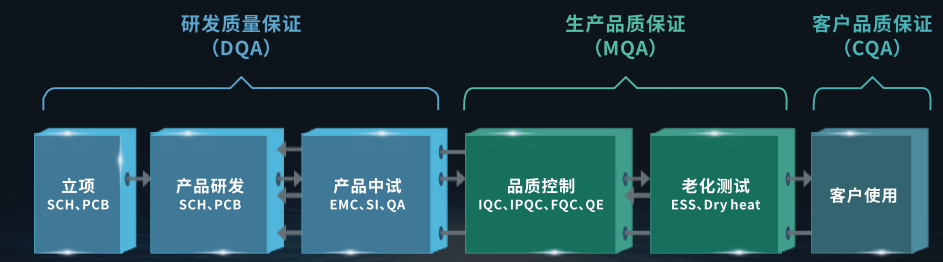 研发质量保证
（DQA）
生产品质保证
（MQA）
客户品质保证
（CQA）
立项
SCH、PCB
产品研发
SCH、PCB
产品中试
EMC、SI、QA
品质控制
IQC、IPQC、FQC、QE
老化测试
ESS、Dry heat
客户使用